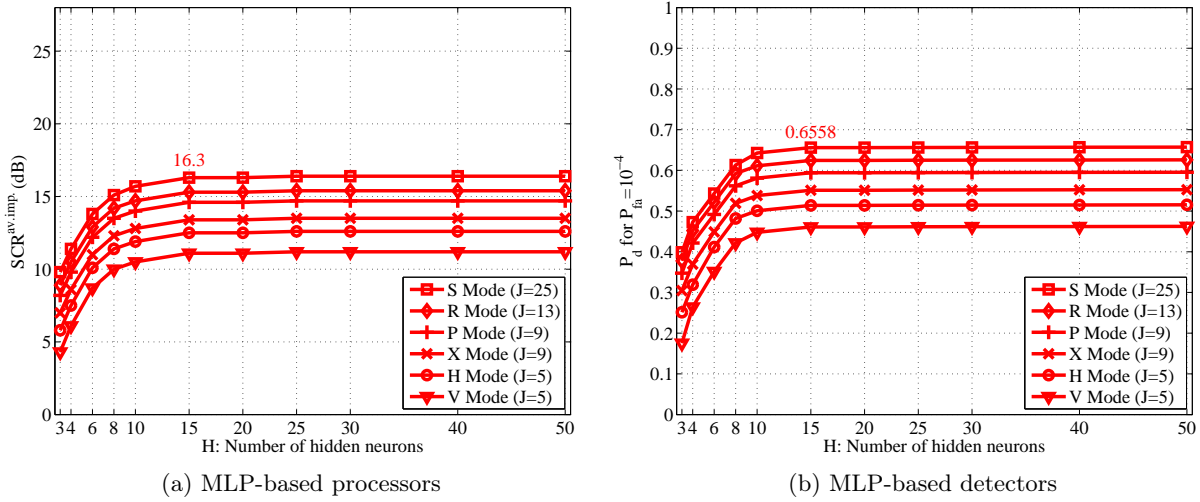 25
20
15
10
5
0
SCR^av.imp. (dB)
16.3
S Mode (J=25)
R Mode (J=13)
P Mode (J=9)
X Mode (J=9)
H Mode (J=5)
V Mode (J=5)
3 4 6 8 10 15 20 25 30 40 50
H: Number of hidden neurons
(a) MLP-based processors
1
0.9
0.8
0.7
0.6
0.5
0.4
0.3
0.2
0.1
0
P_d for P_fa=10^-4
0.6558
S Mode (J=25)
R Mode (J=13)
P Mode (J=9)
X Mode (J=9)
H Mode (J=5)
V Mode (J=5)
3 4 6 8 10 15 20 25 30 40 50
H: Number of hidden neurons
(b) MLP-based detectors